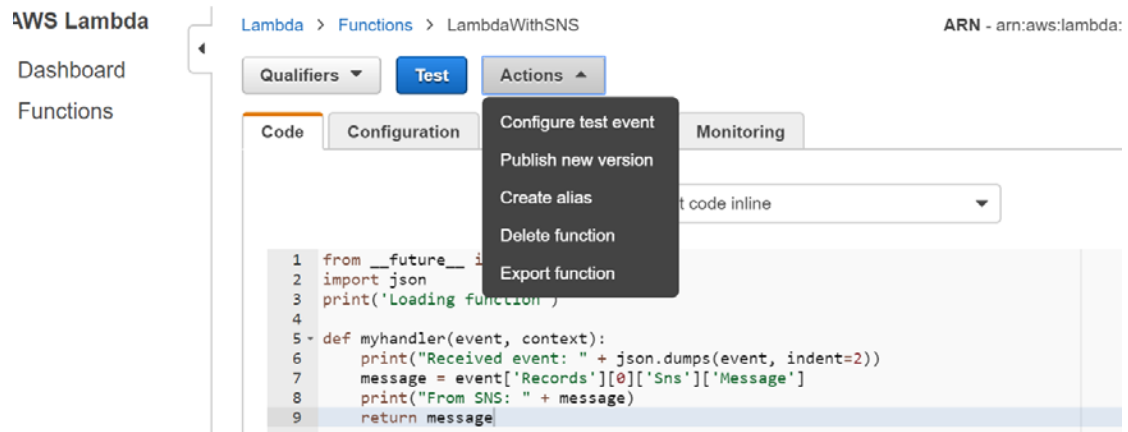 AWS Lambda
Dashboard
Functions
Lambda > Functions > LambdaWithSNS
ARN - arn:aws:lambda:
Qualifiers
Test
Actions
Configure test event
Publish new version
Create alias
Delete function
Export function
Code
Configuration
Monitoring
code inline
1 from __future__
2 import json
3 print('Loading function')
4
5 def myhandler(event, context):
6 print("Received event: " + json.dumps(event, indent=2))
7 message = event['Records'][0]['Sns']['Message']
8 print("From SNS: " + message)
9 return message